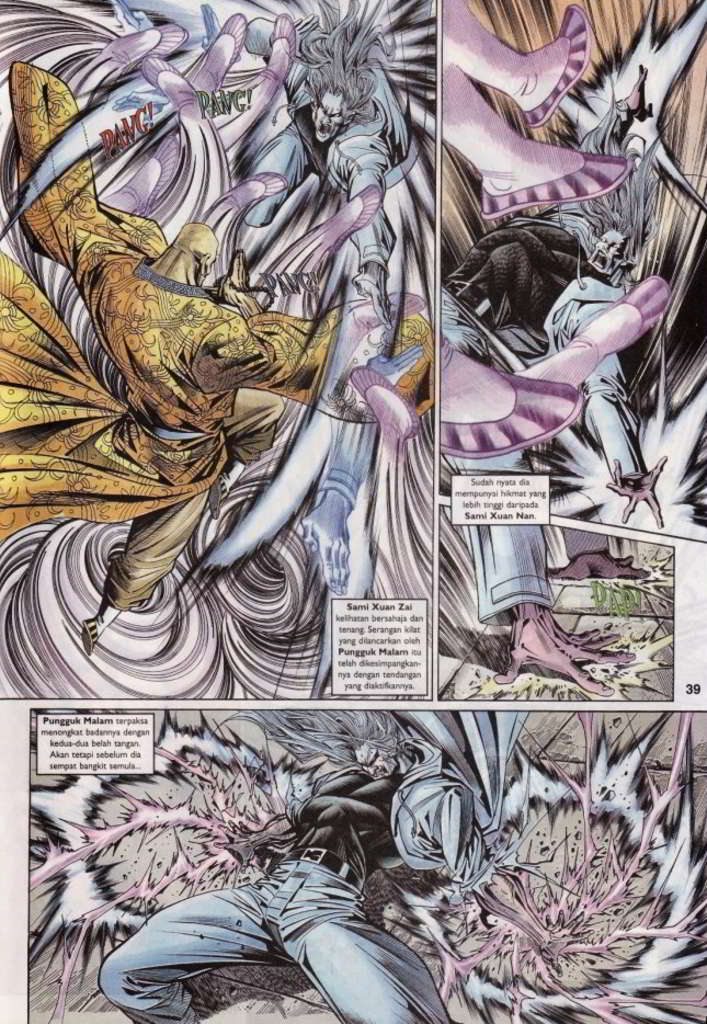 PANG!
PANG!
PANG!
Sami Xuan Zai
kelihatan bersahaja dan
tenang. Serangan kilat
yang dilancarkan oleh
Pungguk Malam itu
telah dikesimpangkan-
nya dengan tendangan
yang diaktifkannya.
Sudah nyata dia
mempunyai hikmat yang
lebih tinggi daripada
Sami Xuan Nan.
PAP!
39
Pungguk Malam terpaksa
menongkat badannya dengan
kedua-dua belah tangan.
Akan tetapi sebelum dia
sempat bangkit semula...